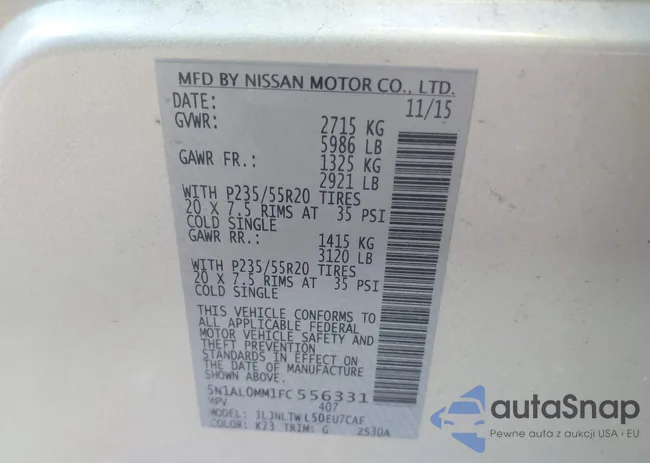 MFD BY NISSAN MOTOR CO., LTD.
DATE: 11/15
GVWR: 2715 KG
5986 LB
GAWR FR.: 1325 KG
2921 LB
WITH P235/55R20 TIRES
20 X 7.5 RIMS AT 35 PSI
COLD SINGLE
GAWR RR.: 1415 KG
3120 LB
WITH P235/55R20 TIRES
20 X 7.5 RIMS AT 35 PSI
COLD SINGLE
THIS VEHICLE CONFORMS TO
ALL APPLICABLE FEDERAL
MOTOR VEHICLE SAFETY AND
THEFT PREVENTION
STANDARDS IN EFFECT ON
THE DATE OF MANUFACTURE
SHOWN ABOVE.
5N1AL0MM1FC556331
MPV 407
MODEL: JLJNLTWL50EU7CAF
COLOR: K23 TRIM: G 2530A
autoSnap
Pewne auta z aukcji USA i EU